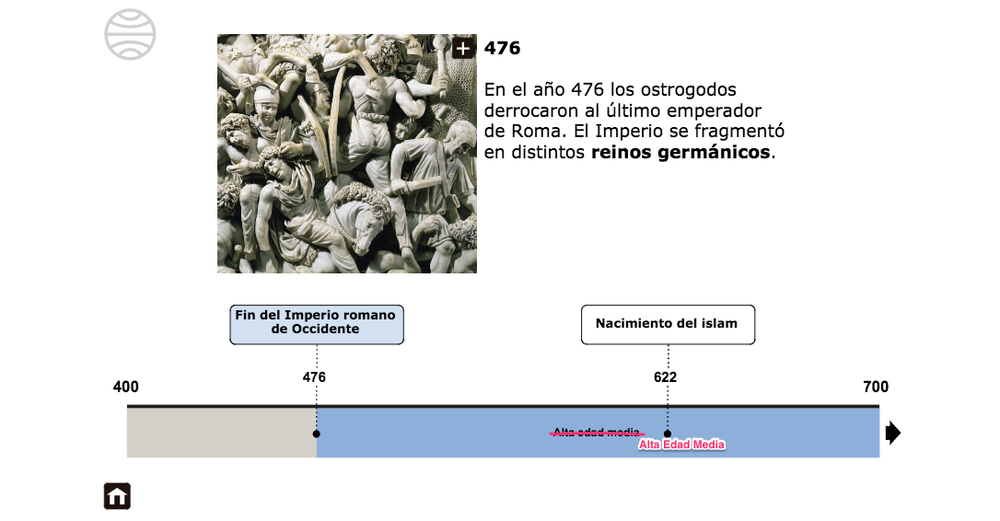 476
En el año 476 los ostrogodos
derrocaron al último emperador
de Roma. El Imperio se fragmentó
en distintos reinos germánicos.
Fin del Imperio romano
de Occidente
Nacimiento del islam
476
622
400
700
Alta edad media
Alta Edad Media